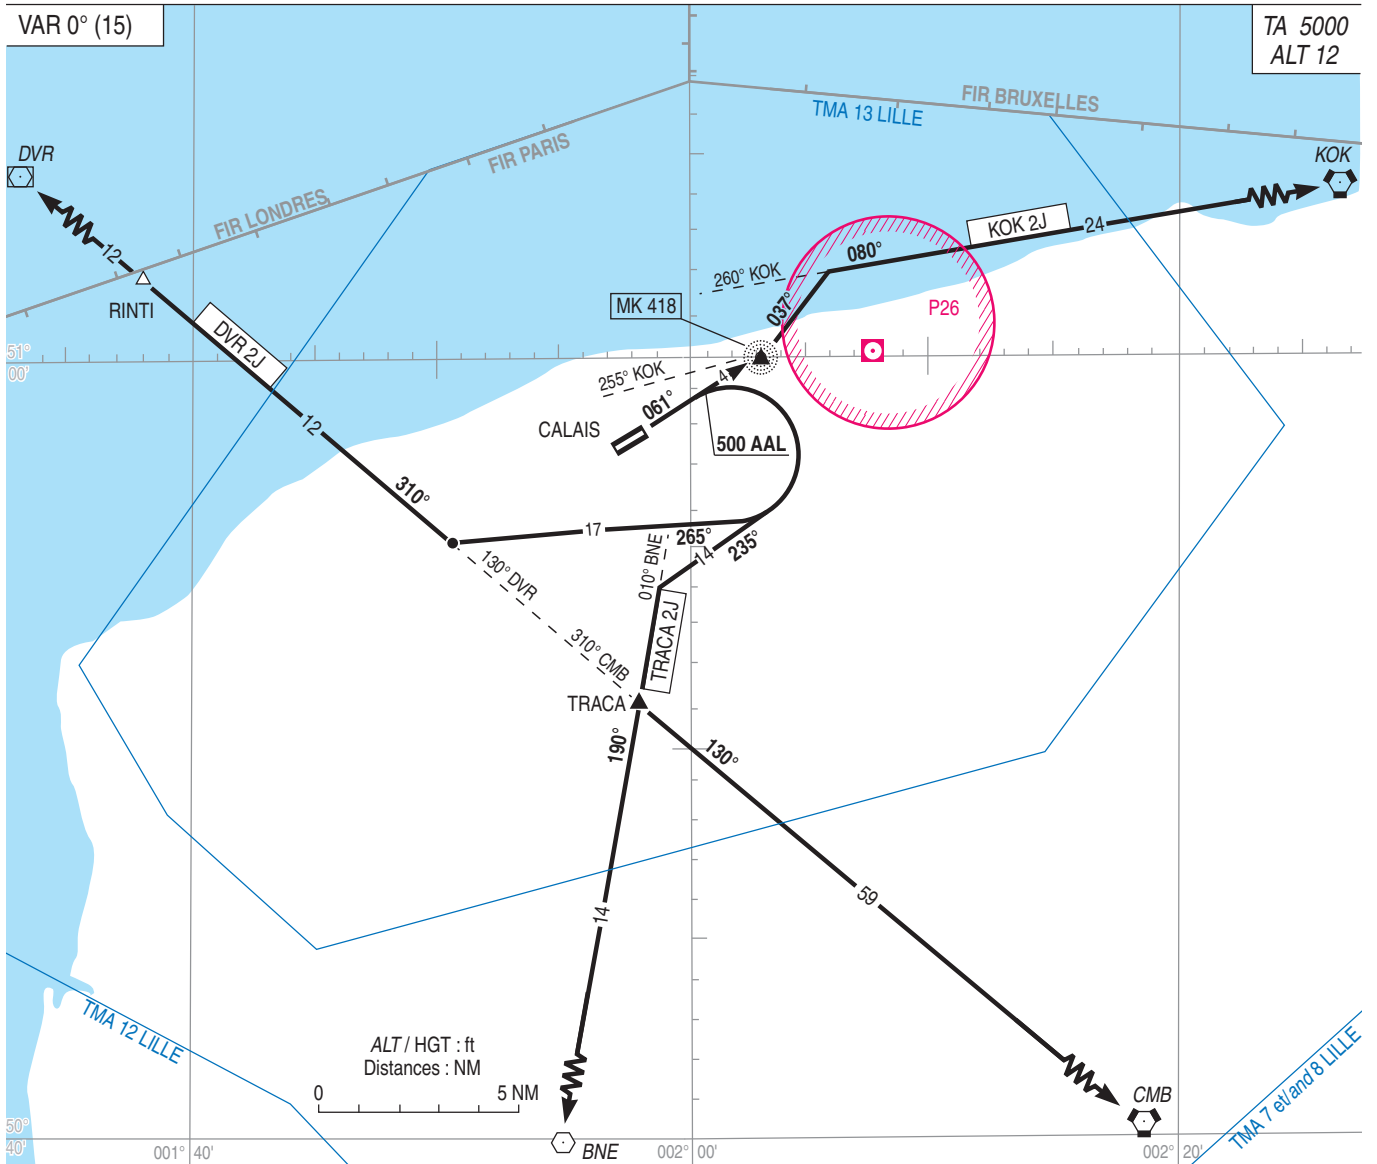 VAR 0° (15)
TA 5000
ALT 12
FIR BRUXELLES
TMA 13 LILLE
FIR PARIS
FIR LONDRES
DVR
KOK
12
RINTI
DVR 2J
KOK 2J
24
080°
260° KOK
MK 418
037°
P26
51°
00'
255° KOK
4
061°
CALAIS
500 AAL
12
310°
17
265°
235°
14
010° BNE
130° DVR
310° CMB
TRACA 2J
TRACA
190°
130°
59
14
TMA 12 LILLE
ALT / HGT : ft
Distances : NM
0 5 NM
CMB
TMA 7 et/and 8 LILLE
50°
40'
BNE
001° 40'
002° 00'
002° 20'